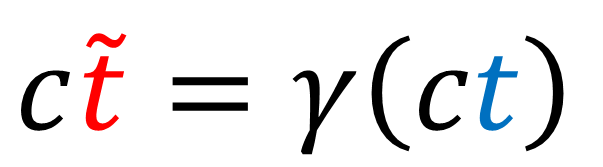 ct̃ = γ(ct)